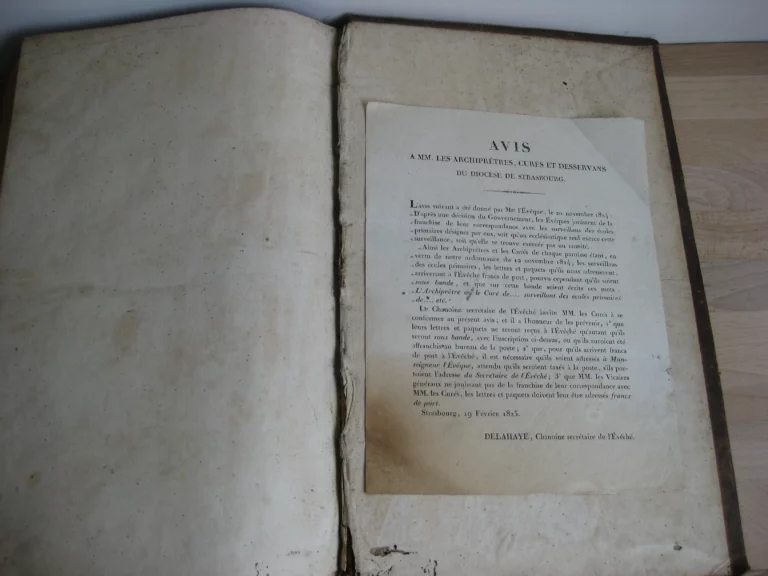 AVIS
A MM. LES ARCHIPRÊTRES, CURÉS ET DESSERVANS
DU DIOCÈSE DE STRASBOURG.
L'avis suivant a été donné par Mgr l'Évêque, le 20 novembre 1824 :
« D'après une décision du Gouvernement, les Évêques jouissent de la
« franchise de leur correspondance avec les surveillans des écoles
« primaires désignés par eux, soit qu'un ecclésiastique seul exerce cette
« surveillance, soit qu'elle se trouve exercée par un comité.
« Ainsi les Archiprêtres et les Curés de chaque paroisse étant, en
« vertu de notre ordonnance du 12 novembre 1824, les surveillans
« des écoles primaires, les lettres et paquets qu'ils nous adresseront,
« arriveront à l'Évêché francs de port, pourvu cependant qu'ils soient
« sous bande, et que sur cette bande soient écrits ces mots :
« L'Archiprêtre ou le Curé de.... surveillant des écoles primaires
« de.... etc. »
Le Chanoine secrétaire de l'Évêché invite MM. les Curés à se
conformer au présent avis; et il a l'honneur de les prévenir, 1° que
leurs lettres et paquets ne seront reçus à l'Évêché qu'autant qu'ils
seront sous bande, avec l'inscription ci-dessus, ou qu'ils auront été
affranchis au bureau de la poste; 2° que, pour qu'ils arrivent francs
de port à l'Évêché, il est nécessaire qu'ils soient adressés à Mon-
seigneur l'Évêque, attendu qu'ils seroient taxés à la poste, s'ils por-
toient l'adresse du Secrétaire de l'Évêché; 3° que MM. les Vicaires
généraux ne jouissant pas de la franchise de leur correspondance avec
MM. les Curés, les lettres et paquets doivent leur être adressés francs
de port.
Strasbourg, 19 Février 1825.
DELAHAYE, Chanoine secrétaire de l'Évêché.